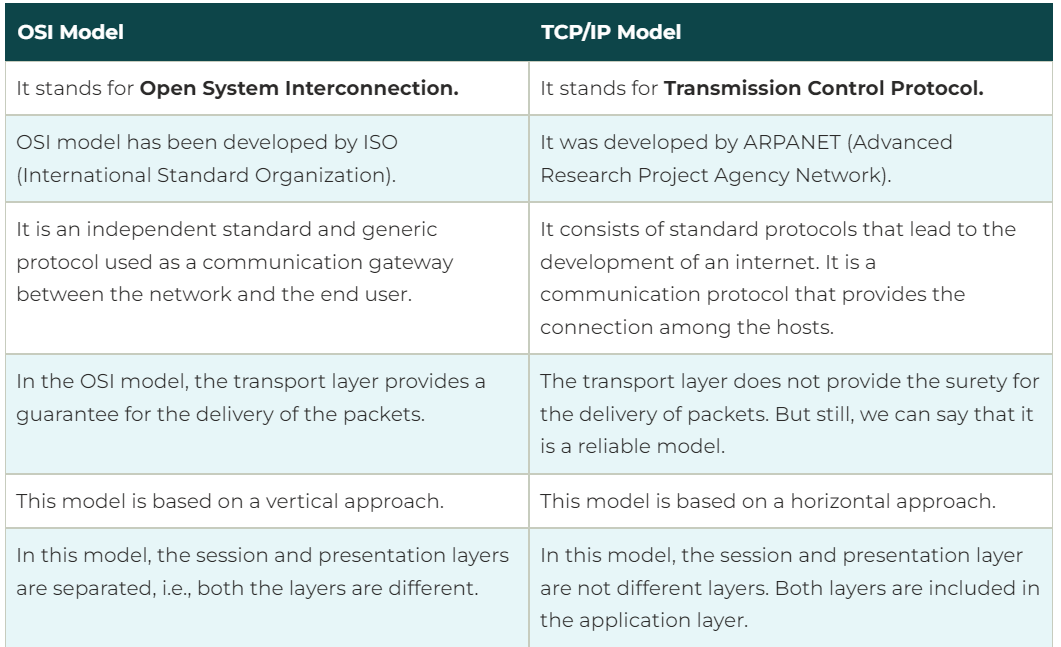 OSI Model
TCP/IP Model
It stands for Open System Interconnection.
It stands for Transmission Control Protocol.
OSI model has been developed by ISO
(International Standard Organization).
It was developed by ARPANET (Advanced
Research Project Agency Network).
It is an independent standard and generic
protocol used as a communication gateway
between the network and the end user.
It consists of standard protocols that lead to the
development of an internet. It is a
communication protocol that provides the
connection among the hosts.
In the OSI model, the transport layer provides a
guarantee for the delivery of the packets.
The transport layer does not provide the surety for
the delivery of packets. But still, we can say that it
is a reliable model.
This model is based on a vertical approach.
This model is based on a horizontal approach.
In this model, the session and presentation layers
are separated, i.e., both the layers are different.
In this model, the session and presentation layer
are not different layers. Both layers are included in
the application layer.